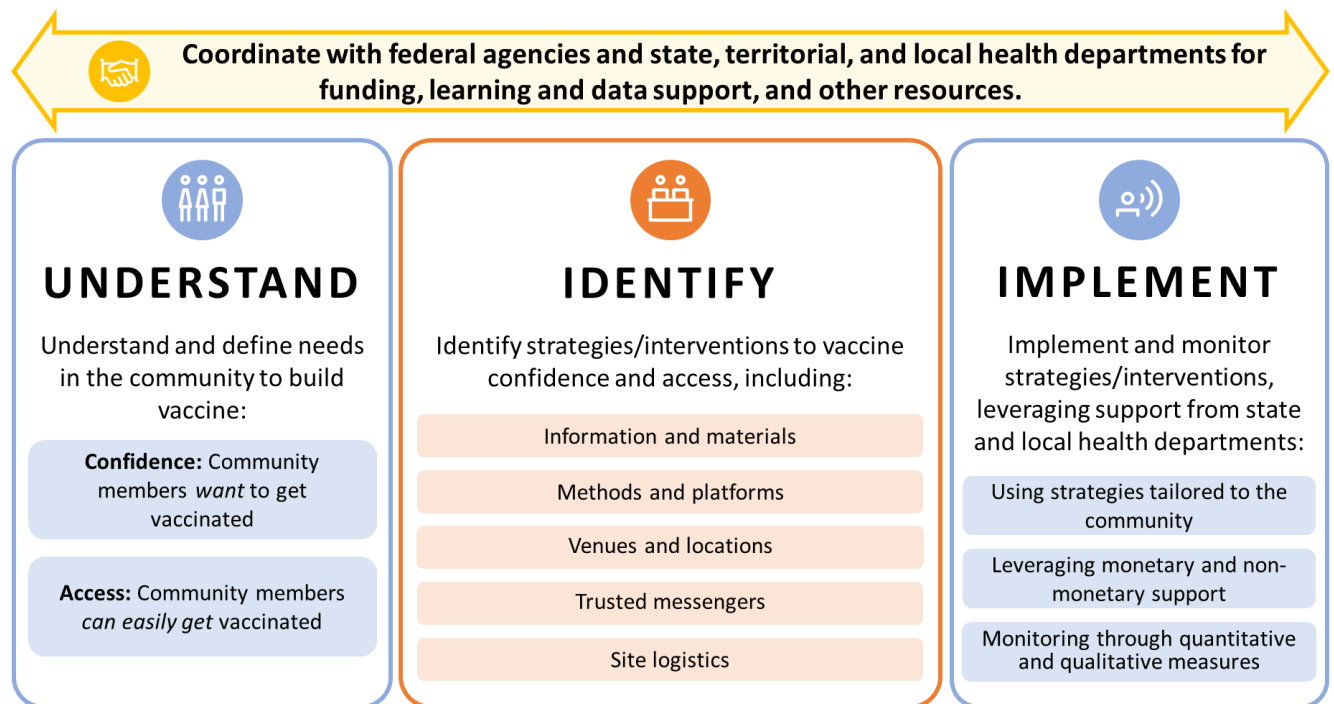 Coordinate with federal agencies and state, territorial, and local health departments for
funding, learning and data support, and other resources.
UNDERSTAND
Understand and define needs
in the community to build
vaccine:
Confidence: Community
members want to get
vaccinated
Access: Community members
can easily get vaccinated
IDENTIFY
Identify strategies/interventions to vaccine
confidence and access, including:
Information and materials
Methods and platforms
Venues and locations
Trusted messengers
Site logistics
IMPLEMENT
Implement and monitor
strategies/interventions,
leveraging support from state
and local health departments:
Using strategies tailored to the
community
Leveraging monetary and non-
monetary support
Monitoring through quantitative
and qualitative measures